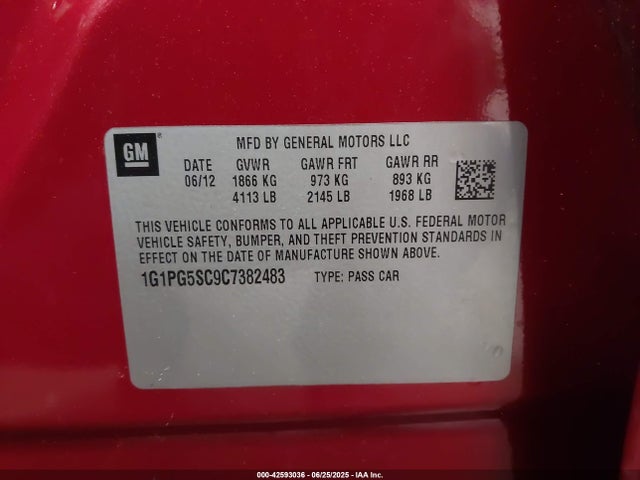 GM ®
MFD BY GENERAL MOTORS LLC
DATE GVWR GAWR FRT GAWR RR
06/12 1866 KG 973 KG 893 KG
4113 LB 2145 LB 1968 LB
THIS VEHICLE CONFORMS TO ALL APPLICABLE U.S. FEDERAL MOTOR
VEHICLE SAFETY, BUMPER, AND THEFT PREVENTION STANDARDS IN
EFFECT ON THE DATE OF MANUFACTURE SHOWN ABOVE.
1G1PG5SC9C7382483 TYPE: PASS CAR
000-42593036 - 06/25/2025 - IAA Inc.